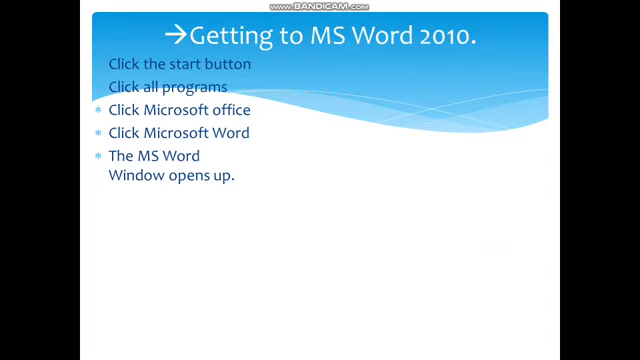 www.BANDICAM.com
→Getting to MS Word 2010.
Click the start button
Click all programs
* Click Microsoft office
* Click Microsoft Word
* The MS Word
Window opens up.